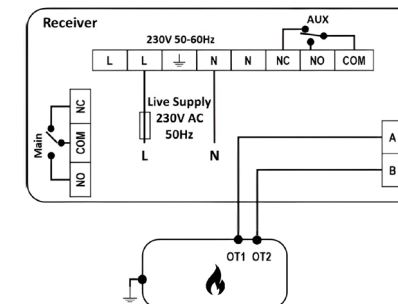 Receiver
AUX
230V 50-60Hz
L L N N NC NO COM
NC
COM
NO
Main
Live Supply
230V AC
50Hz
L N
A
B
OT1 OT2